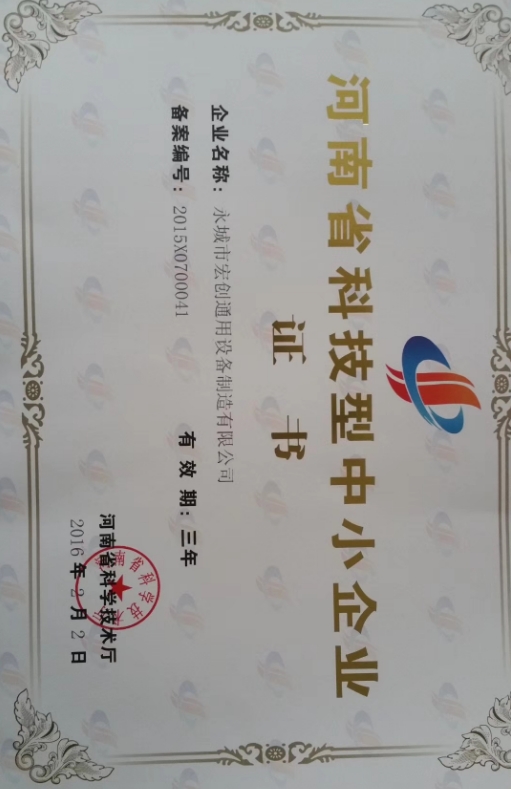 河南省科技型中小企业
证书
企业名称：永城市宏创通用设备制造有限公司
备案编号：2015X0700041 有效期：三年
河南省科学技术厅
2016年2月2日